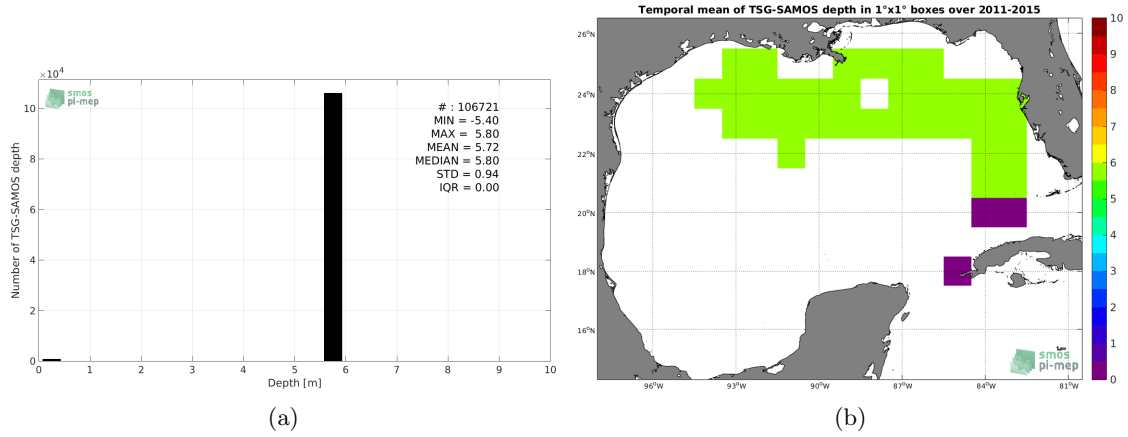 ×10⁴
smos
pi-mep
# : 106721
MIN = -5.40
MAX = 5.80
MEAN = 5.72
MEDIAN = 5.80
STD = 0.94
IQR = 0.00
10
8
6
4
2
0
Number of TSG-SAMOS depth
0 1 2 3 4 5 6 7 8 9 10
Depth [m]
(a)
Temporal mean of TSG-SAMOS depth in 1°x1° boxes over 2011-2015
26°N
24°N
22°N
20°N
18°N
16°N
96°W 93°W 90°W 87°W 84°W 81°W
smos
pi-mep
10
9
8
7
6
5
4
3
2
1
0
(b)